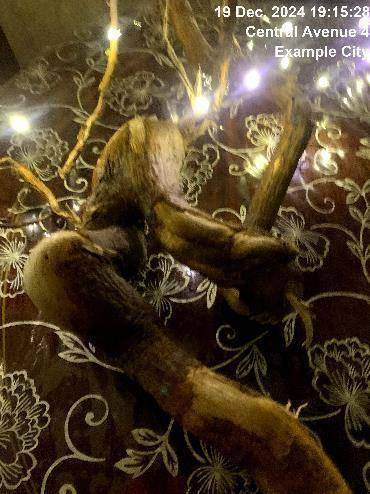 19 Dec, 2024 19:15:28
Central Avenue 4
Example City